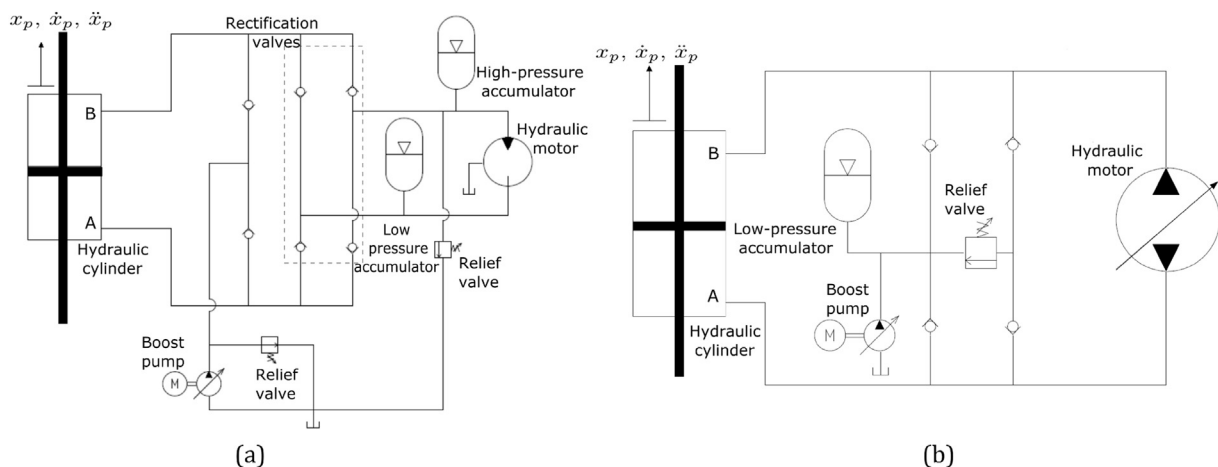 x_p, ẋ_p, ẍ_p
Rectification
valves
High-pressure
accumulator
Hydraulic
motor
B
A
Hydraulic
cylinder
Low
pressure
accumulator
Relief
valve
Boost
pump
M
Relief
valve
(a)
x_p, ẋ_p, ẍ_p
B
A
Hydraulic
motor
Relief
valve
Low-pressure
accumulator
Boost
pump
M
Hydraulic
cylinder
(b)